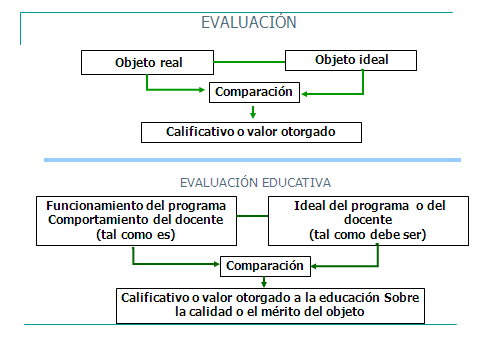 EVALUACIÓN
Objeto real
Objeto ideal
Comparación
Calificativo o valor otorgado
EVALUACIÓN EDUCATIVA
Funcionamiento del programa
Comportamiento del docente
(tal como es)
Ideal del programa o del
docente
(tal como debe ser)
Comparación
Calificativo o valor otorgado a la educación Sobre
la calidad o el mérito del objeto